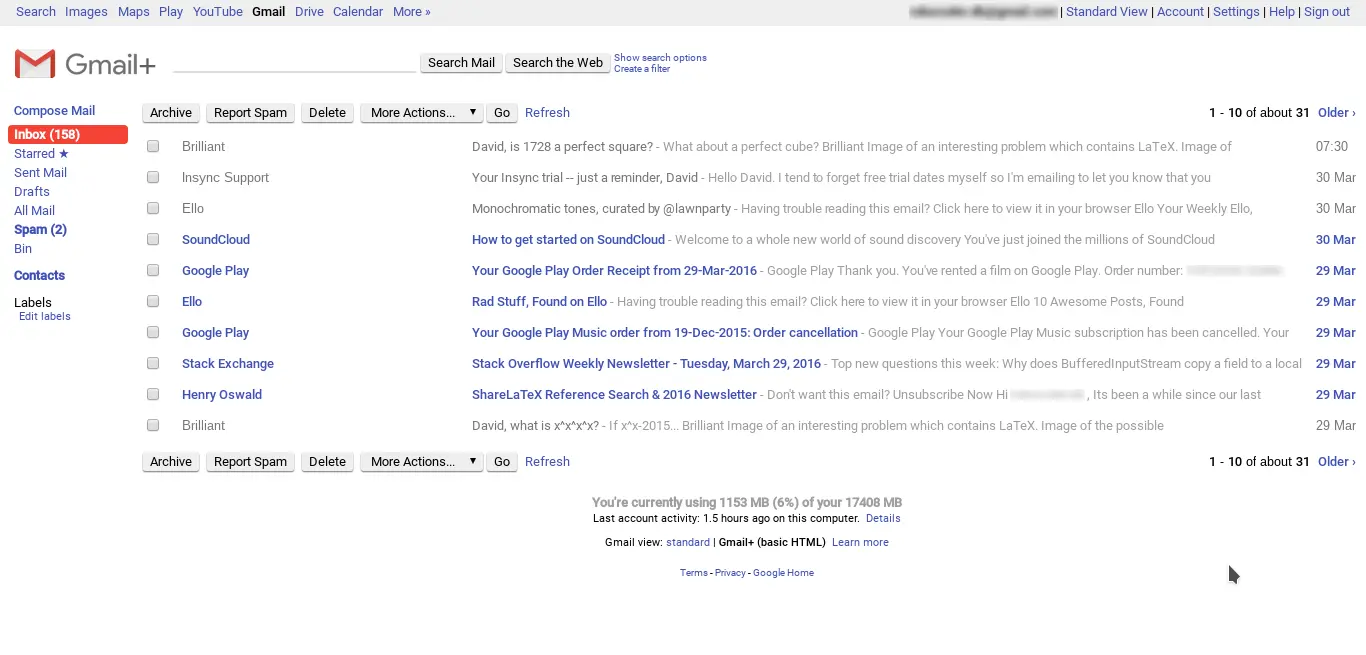 Search Images Maps Play YouTube Gmail Drive Calendar More » | Standard View | Account | Settings | Help | Sign out
Gmail+ Search Mail Search the Web Show search options
Create a filter
Compose Mail
Inbox (158)
Starred ★
Sent Mail
Drafts
All Mail
Spam (2)
Bin
Contacts
Labels
Edit labels
Archive Report Spam Delete More Actions... ▼ Go Refresh 1 - 10 of about 31 Older ›
Brilliant David, is 1728 a perfect square? - What about a perfect cube? Brilliant Image of an interesting problem which contains LaTeX. Image of 07:30
Insync Support Your Insync trial -- just a reminder, David - Hello David. I tend to forget free trial dates myself so I'm emailing to let you know that you 30 Mar
Ello Monochromatic tones, curated by @lawnparty - Having trouble reading this email? Click here to view it in your browser Ello Your Weekly Ello, 30 Mar
SoundCloud How to get started on SoundCloud - Welcome to a whole new world of sound discovery You've just joined the millions of SoundCloud 30 Mar
Google Play Your Google Play Order Receipt from 29-Mar-2016 - Google Play Thank you. You've rented a film on Google Play. Order number: 29 Mar
Ello Rad Stuff, Found on Ello - Having trouble reading this email? Click here to view it in your browser Ello 10 Awesome Posts, Found 29 Mar
Google Play Your Google Play Music order from 19-Dec-2015: Order cancellation - Google Play Your Google Play Music subscription has been cancelled. Your 29 Mar
Stack Exchange Stack Overflow Weekly Newsletter - Tuesday, March 29, 2016 - Top new questions this week: Why does BufferedInputStream copy a field to a local 29 Mar
Henry Oswald ShareLaTeX Reference Search & 2016 Newsletter - Don't want this email? Unsubscribe Now Hi , Its been a while since our last 29 Mar
Brilliant David, what is x^x^x^x? - If x^x-2015... Brilliant Image of an interesting problem which contains LaTeX. Image of the possible 29 Mar
Archive Report Spam Delete More Actions... ▼ Go Refresh 1 - 10 of about 31 Older ›
You're currently using 1153 MB (6%) of your 17408 MB
Last account activity: 1.5 hours ago on this computer. Details
Gmail view: standard | Gmail+ (basic HTML) Learn more
Terms - Privacy - Google Home